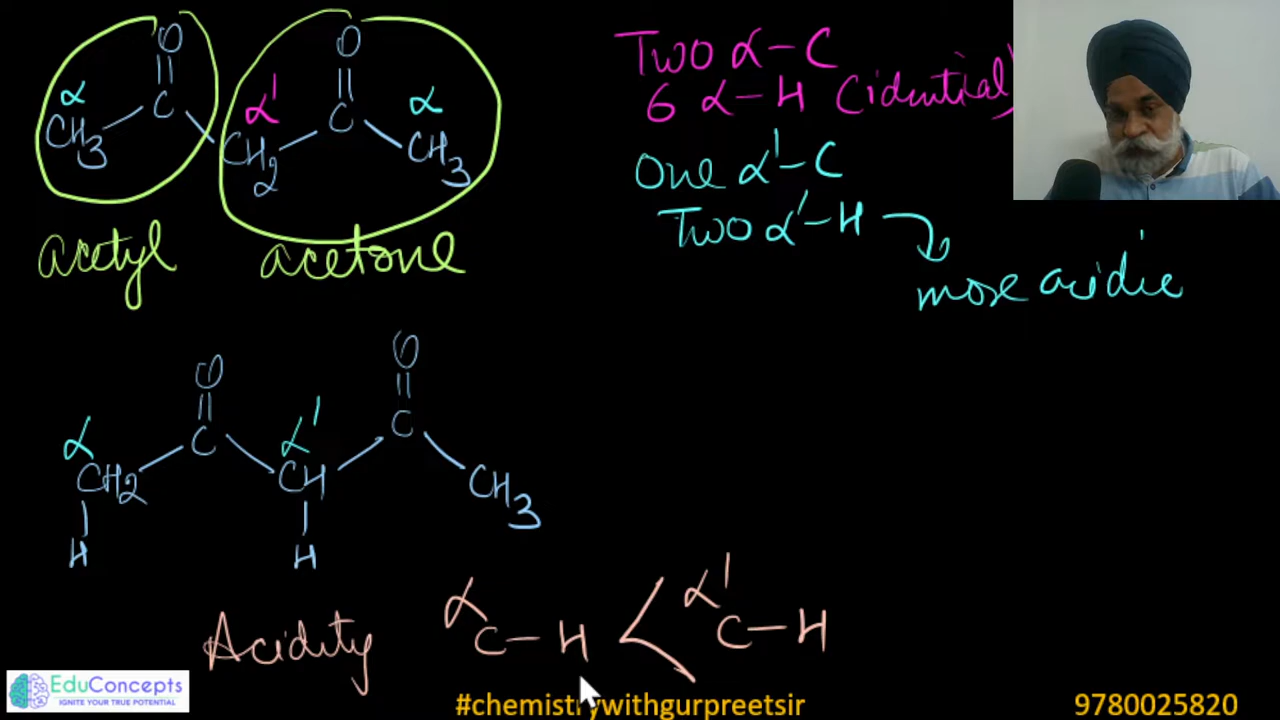 O
O
α
α'
α
CH3
C
CH2
C
CH3
α
acetyl
acetone
Two α-C
6 α-H (idential)
One α'-C
Two α'-H
more acidic
O
O
α
C
α'
C
CH2
CH
CH3
H
H
Acidity
α
C-H
<
α'
C-H
EduConcepts
IGNITE YOUR TRUE POTENTIAL
#chemistrywithgurpreetsir
9780025820